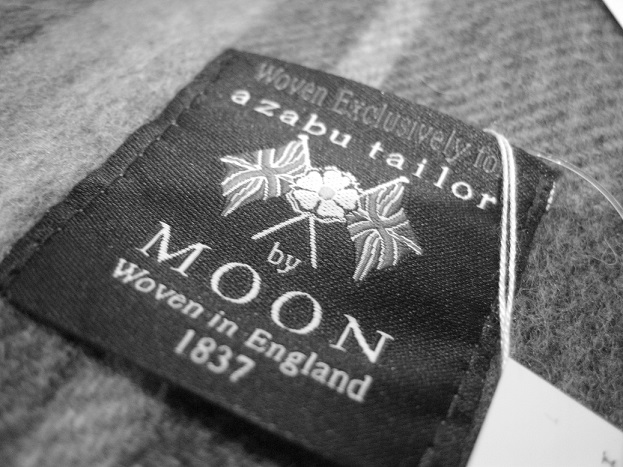 Woven Exclusively for
azabu tailor
by
MOON
Woven in England
1837